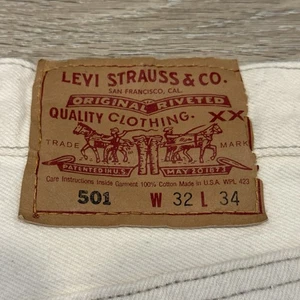 LEVI STRAUSS & CO.
SAN FRANCISCO, CAL.
ORIGINAL RIVETED
QUALITY CLOTHING. XX
TRADE MARK
PATENTED IN U.S. MAY 20 1873
Care Instructions Inside Garment 100% Cotton Made in U.S.A. WPL 423
501 W 32 L 34